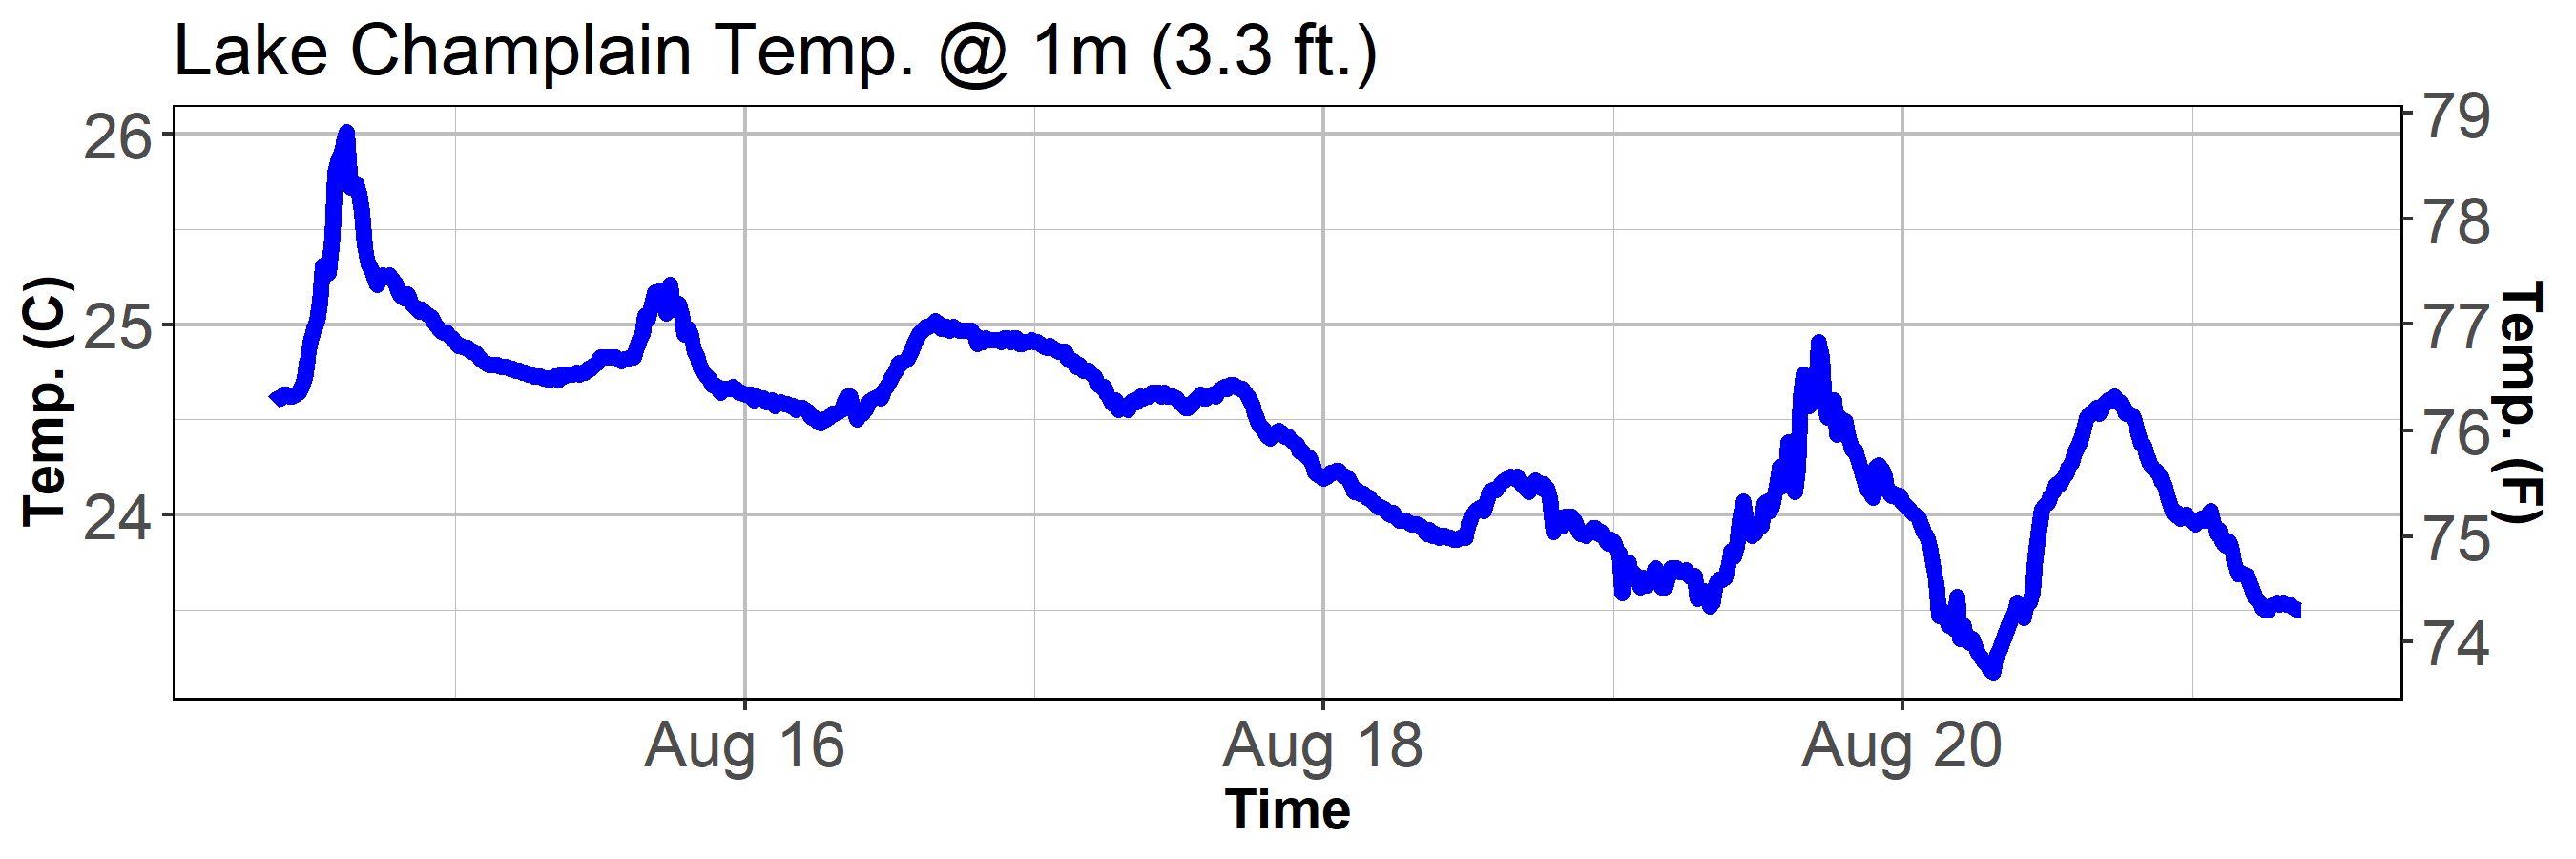 Lake Champlain Temp. @ 1m (3.3 ft.)
Temp. (C)
26
25
24
79
78
77
76
75
74
Temp. (F)
Aug 16
Aug 18
Aug 20
Time